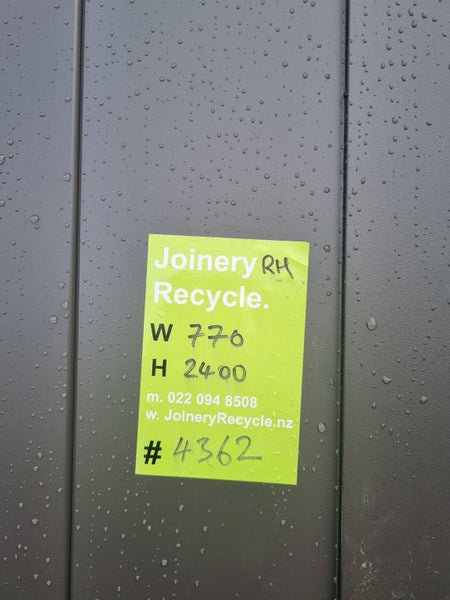 Joinery RH
Recycle.
W 770
H 2400
m. 022 094 8508
w. JoineryRecycle.nz
# 4362